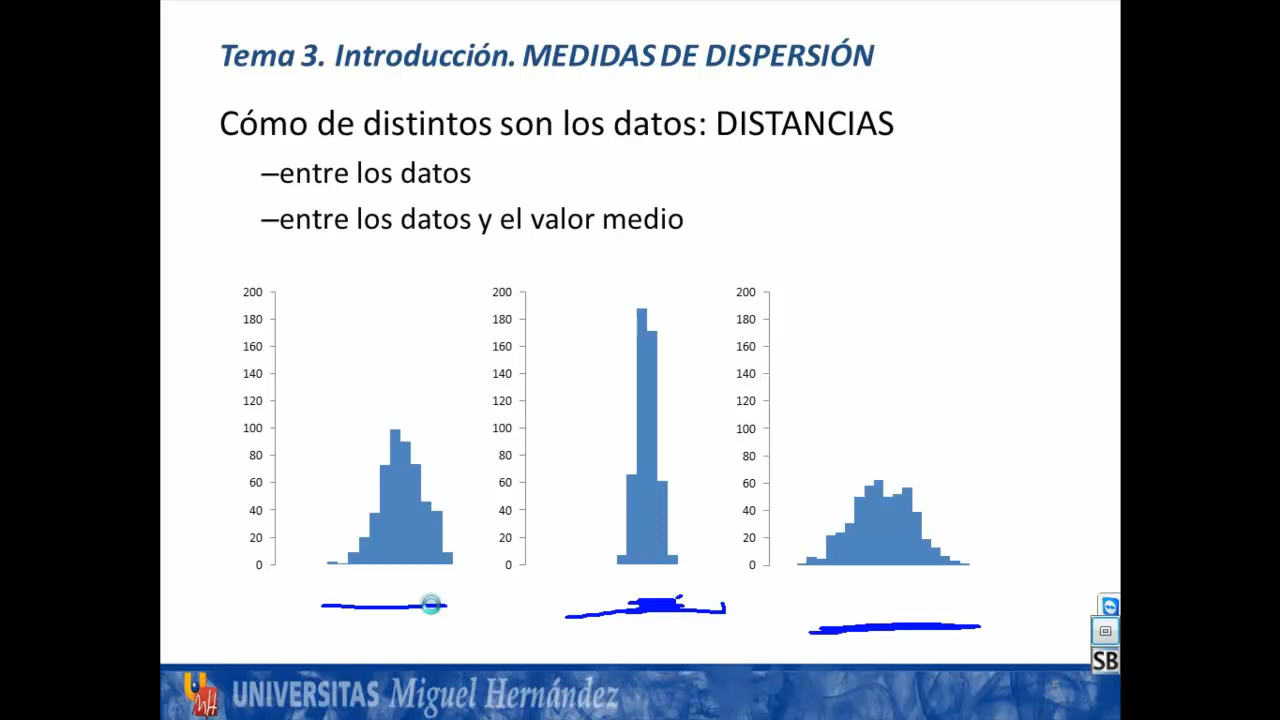 Tema 3. Introducción. MEDIDAS DE DISPERSIÓN
Cómo de distintos son los datos: DISTANCIAS
–entre los datos
–entre los datos y el valor medio
200 200 200
180 180 180
160 160 160
140 140 140
120 120 120
100 100 100
80 80 80
60 60 60
40 40 40
20 20 20
0 0 0
SB
UNIVERSITAS Miguel Hernández
5